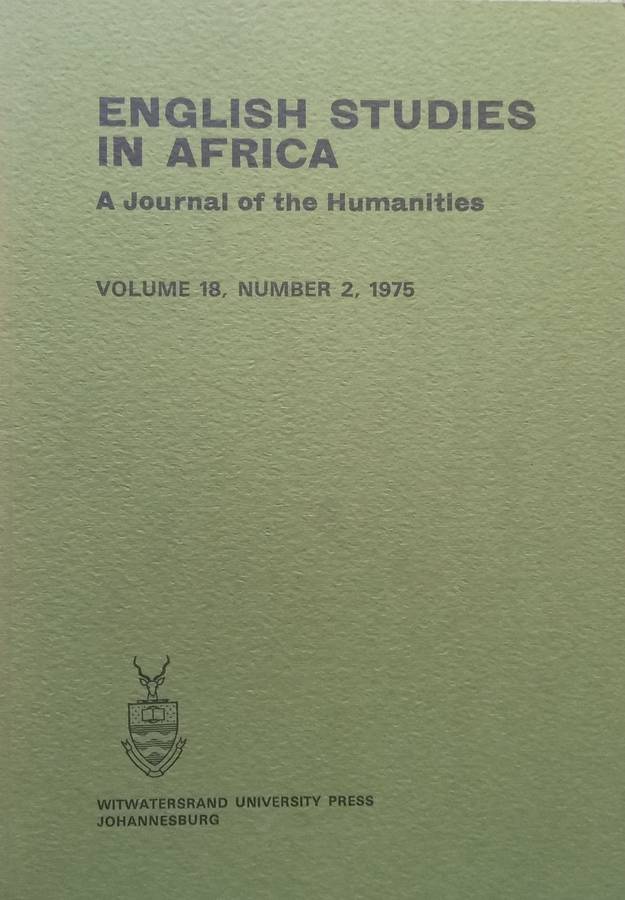 ENGLISH STUDIES
IN AFRICA
A Journal of the Humanities
VOLUME 18, NUMBER 2, 1975
WITWATERSRAND UNIVERSITY PRESS
JOHANNESBURG